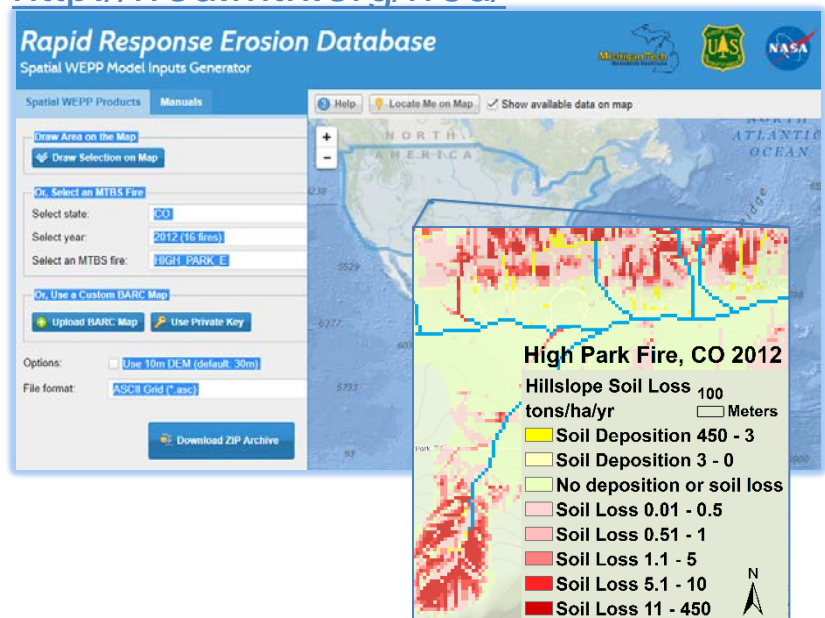 Rapid Response Erosion Database
Spatial WEPP Model Inputs Generator
MichiganTech
UAS
NASA
Spatial WEPP Products
Manuals
Help
Locate Me on Map
Show available data on map
Draw Area on the Map
Draw Selection on Map
Or, Select an MTBS Fire
Select state:
CO
Select year:
2012 (16 fires)
Select an MTBS fire:
HIGH_PARK_E
Or, Use a Custom BARC Map
Upload BARC Map
Use Private Key
Options:
Use 10m DEM (default: 30m)
File format:
ASCII Grid (*.asc)
Download ZIP Archive
+
-
NORTH
AMERICA
ATLANTIC
OCEAN
5529
5733
High Park Fire, CO 2012
Hillslope Soil Loss
tons/ha/yr
100
Meters
Soil Deposition 450 - 3
Soil Deposition 3 - 0
No deposition or soil loss
Soil Loss 0.01 - 0.5
Soil Loss 0.51 - 1
Soil Loss 1.1 - 5
Soil Loss 5.1 - 10
Soil Loss 11 - 450
N